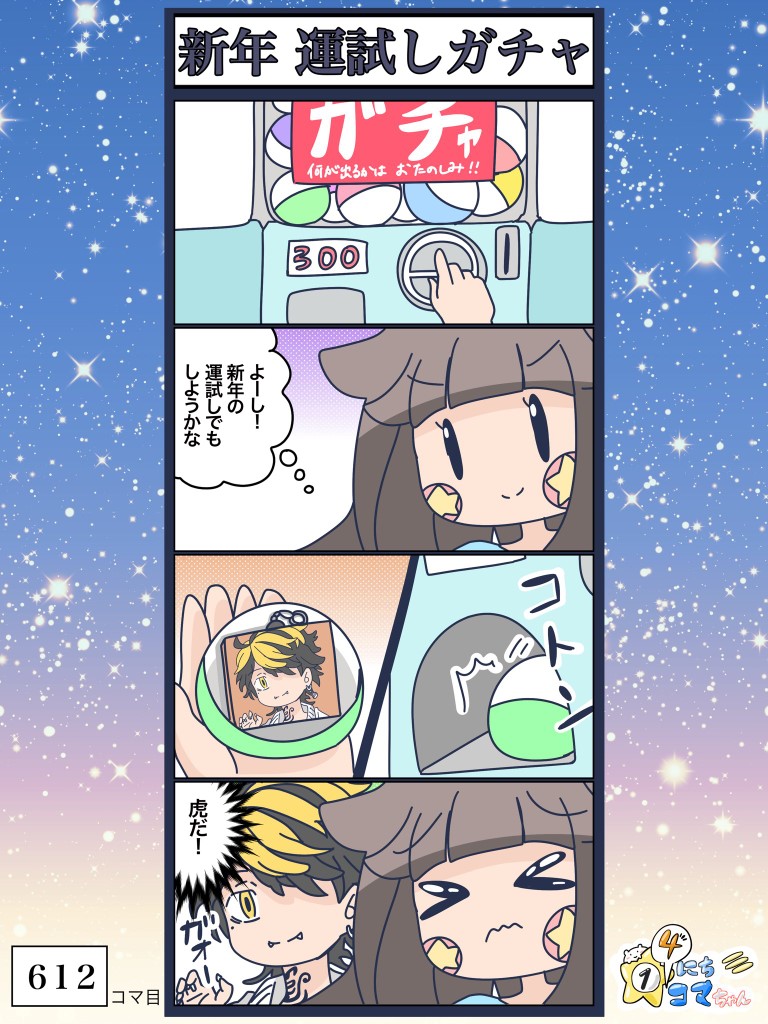 新年 運試しガチャ
ガチャ
何が出るかは おたのしみ!!
300
よーし!
新年の
運試しでも
しようかな
コトン
虎だ!
ガオー
612
コマ目
1
4
にち
コマちゃん